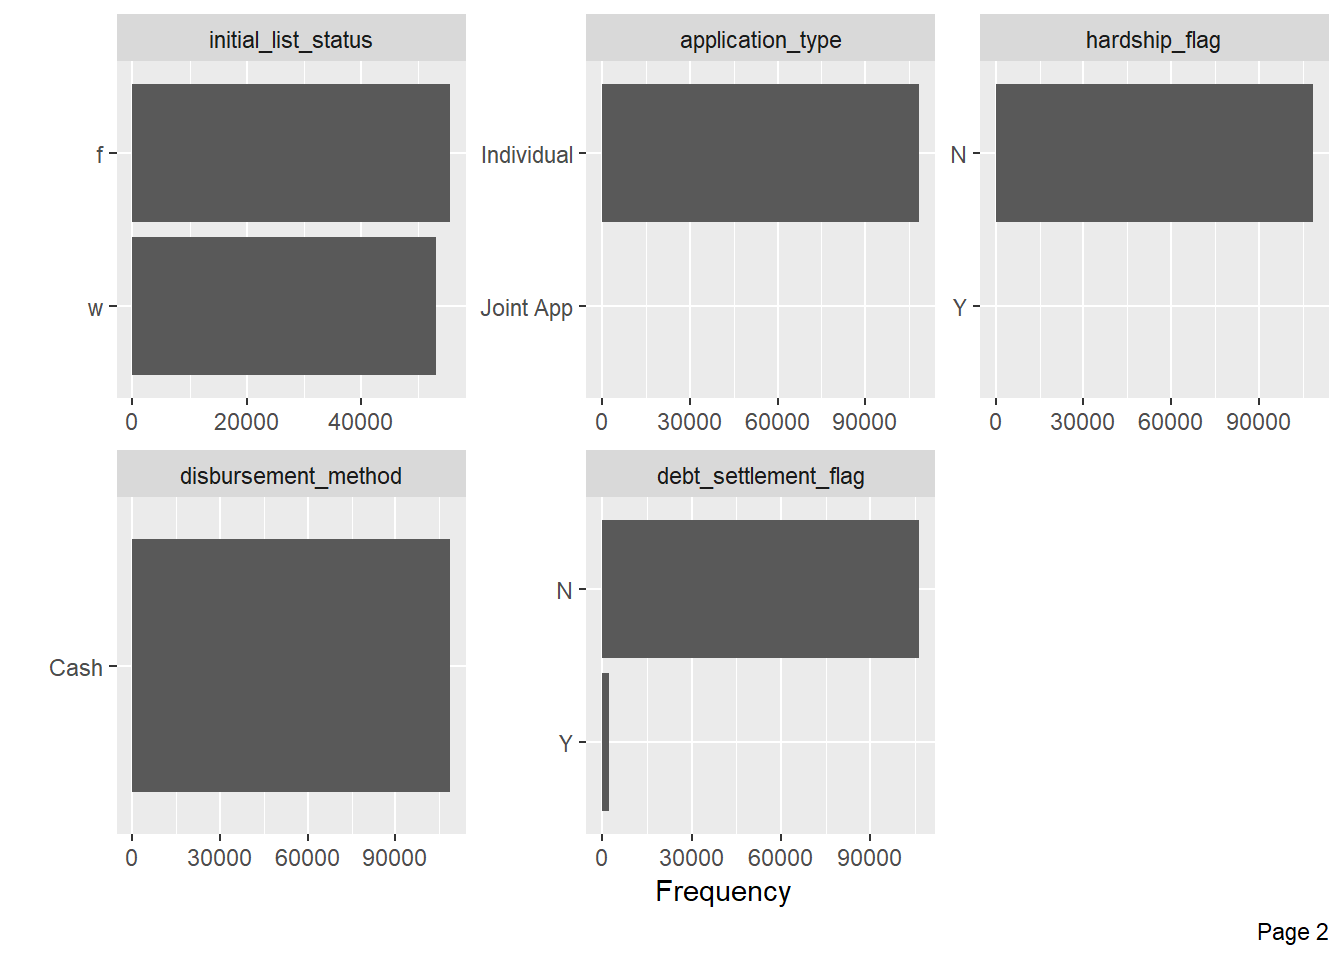 initial_list_status
application_type
hardship_flag
f
w
0 20000 40000
Individual
Joint App
0 30000 60000 90000
N
Y
0 30000 60000 90000
disbursement_method
debt_settlement_flag
Cash
0 30000 60000 90000
N
Y
0 30000 60000 90000
Frequency
Page 2